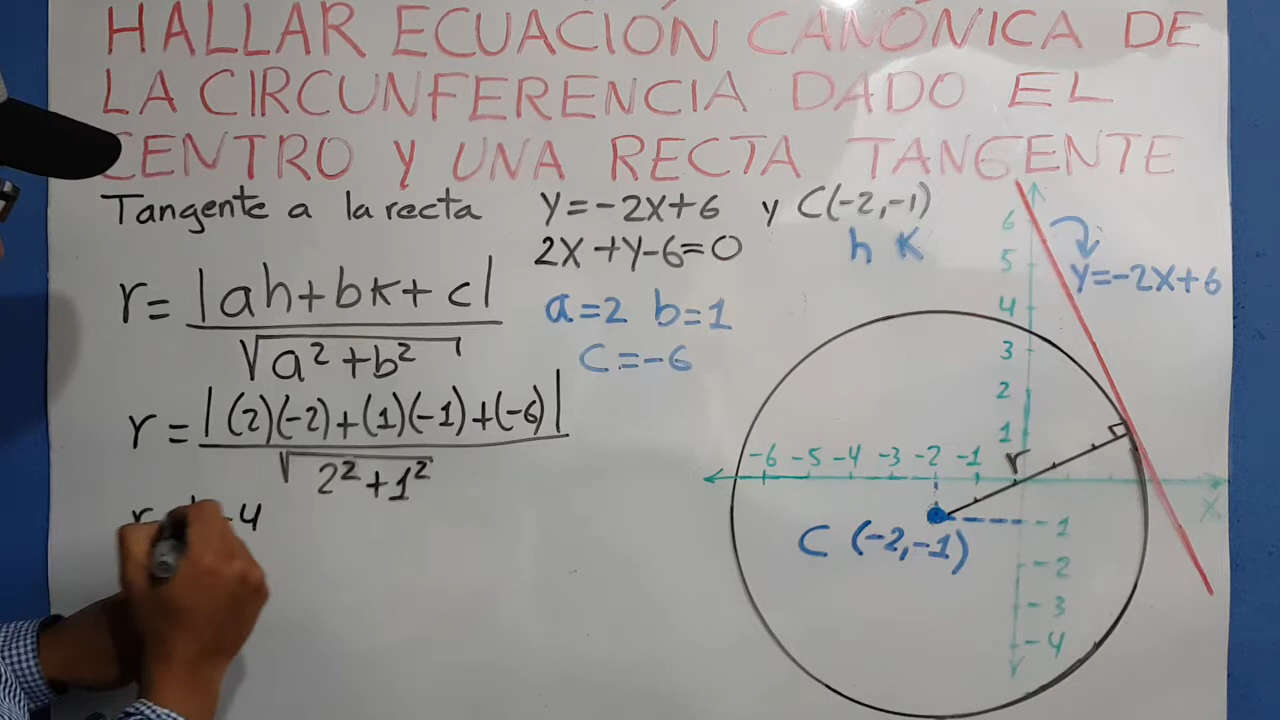 HALLAR ECUACIÓN CANÓNICA DE
LA CIRCUNFERENCIA DADO EL
CENTRO Y UNA RECTA TANGENTE
Tangente a la recta y=-2x+6 y C(-2,-1)
2x+y-6=0 h K
a=2 b=1
c=-6
r=|ah+bk+c|
√a²+b²
r=|(2)(-2)+(1)(-1)+(-6)|
√2²+1²
-4
6
5
4
3
2
1
y=-2x+6
-6 -5 -4 -3 -2 -1
r
x
C (-2,-1)
-1
-2
-3
-4